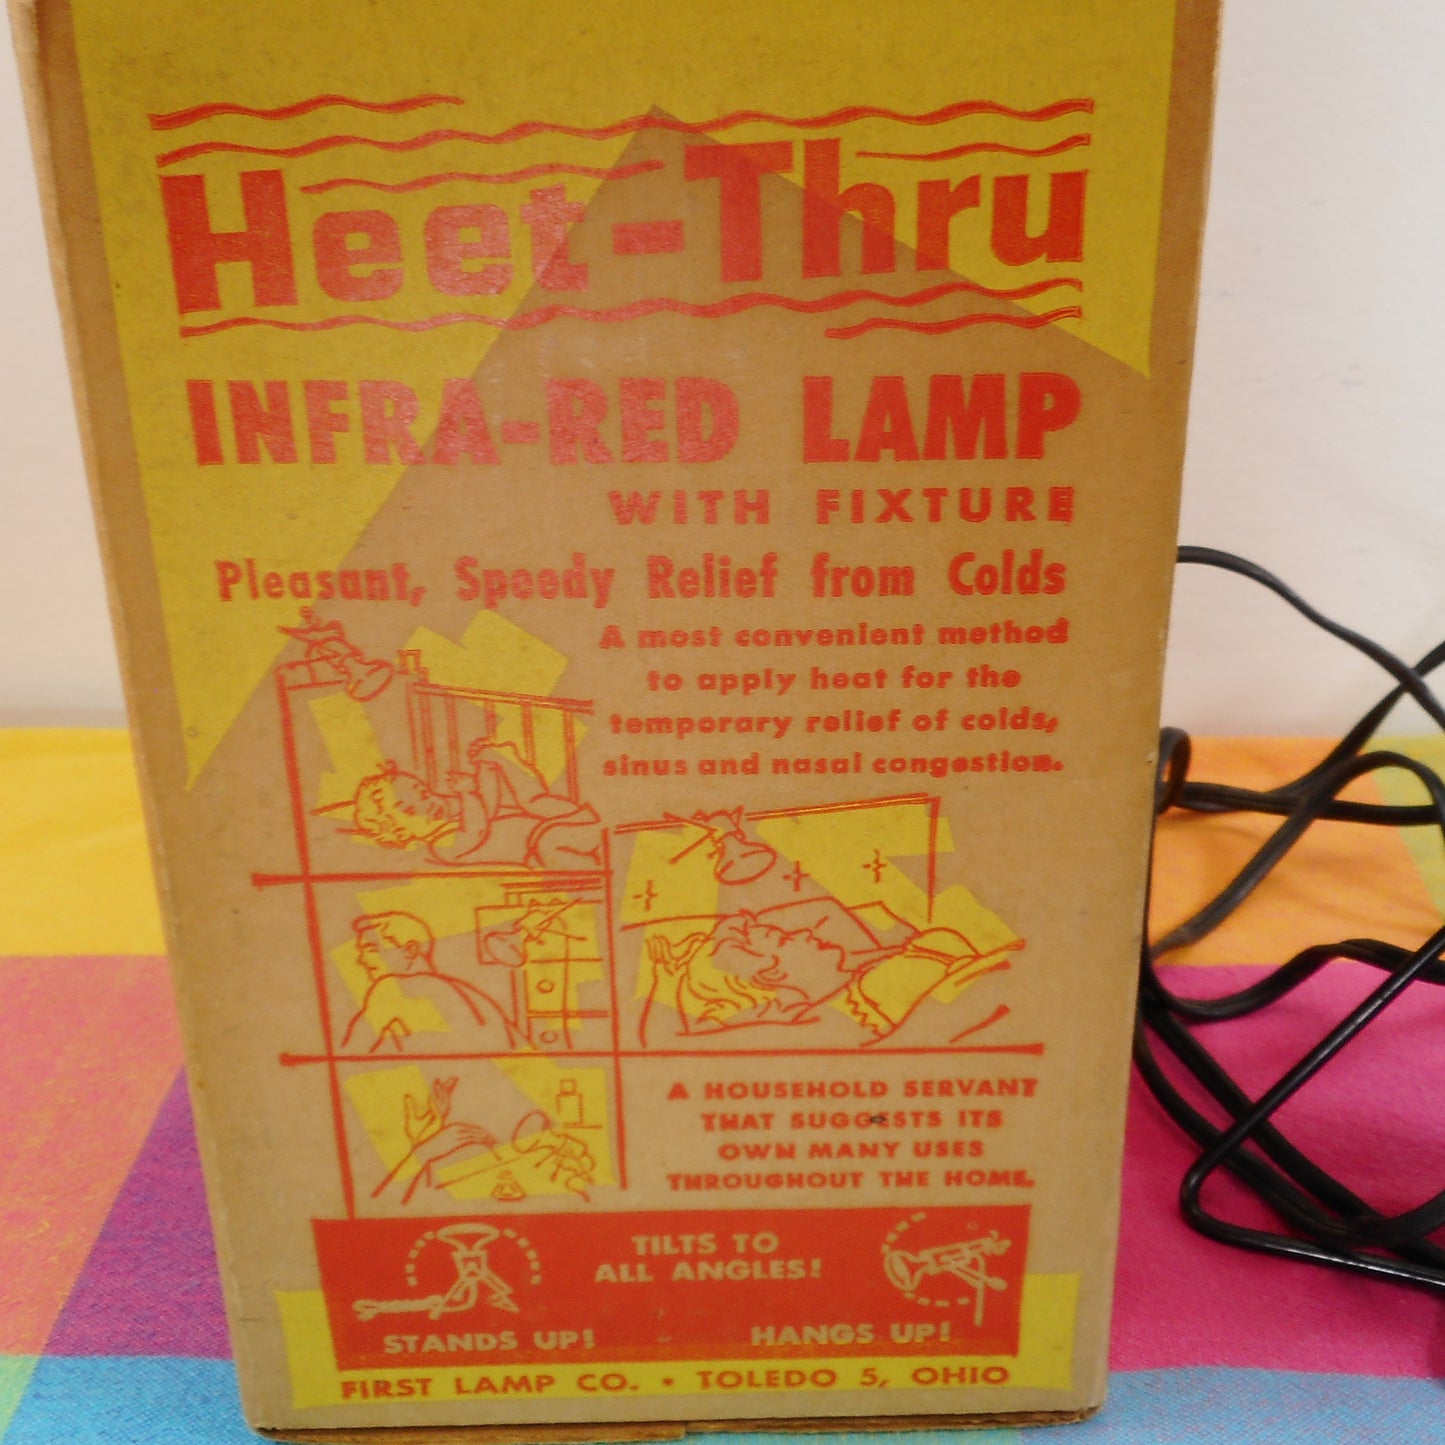 Heet-Thru
INFRA-RED LAMP
WITH FIXTURE
Pleasant, Speedy Relief from Colds
A most convenient method
to apply heat for the
temporary relief of colds,
sinus and nasal congestion.
A HOUSEHOLD SERVANT
THAT SUGGESTS ITS
OWN MANY USES
THROUGHOUT THE HOME.
TILTS TO
ALL ANGLES!
STANDS UP!
HANGS UP!
FIRST LAMP CO. • TOLEDO 5, OHIO